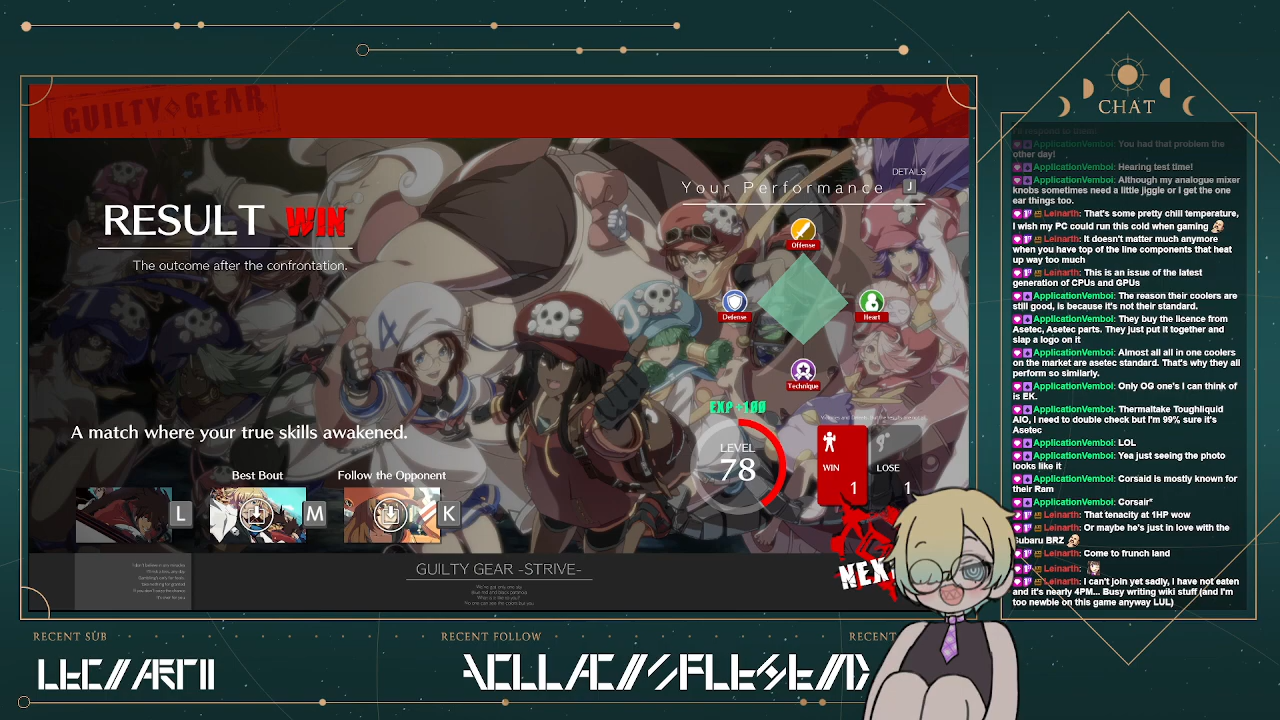 GUILTY GEAR
RESULT WIN
The outcome after the confrontation.
A match where your true skills awakened.
Best Bout
Follow the Opponent
L
M
K
DETAILS
Your Performance J
Offense
Defense
Heart
Technique
EXP +100
LEVEL
78
WIN
1
LOSE
1
GUILTY GEAR -STRIVE-
CHAT
I'll respond so them!
ApplicationVemboi: You had that problem the
other day!
ApplicationVemboi: Hearing test time!
ApplicationVemboi: Although my analogue mixer
knobs sometimes need a little jiggle or I get the one
ear things too.
Leinarth: That's some pretty chill temperature,
I wish my PC could run this cold when gaming
Leinarth: It doesn't matter much anymore
when you have top of the line components that heat
up way too much
Leinarth: This is an issue of the latest
generation of CPUs and GPUs
ApplicationVemboi: The reason their coolers are
still good, is because it's not their standard.
ApplicationVemboi: They buy the licence from
Asetec, Asetec parts. They just put it together and
slap a logo on it
ApplicationVemboi: Almost all all in one coolers
on the market are asetec standard. That's why they all
perform so similarly.
ApplicationVemboi: Only OG one's I can think of
is EK.
ApplicationVemboi: Thermaltake Toughliquid
AIO, I need to double check but I'm 99% sure it's
Asetec
ApplicationVemboi: LOL
ApplicationVemboi: Yea just seeing the photo
looks like it
ApplicationVemboi: Corsaid is mostly known for
their Ram
ApplicationVemboi: Corsair*
Leinarth: That tenacity at 1HP wow
Leinarth: Or maybe he's just in love with the
Subaru BRZ
Leinarth: Come to frunch land
Leinarth:
Leinarth: I can't join yet sadly, I have not eaten
and it's nearly 4PM... Busy writing wiki stuff and I'm
too newbie on this game anyway LUL)
RECENT SUB
RECENT FOLLOW
RECENT